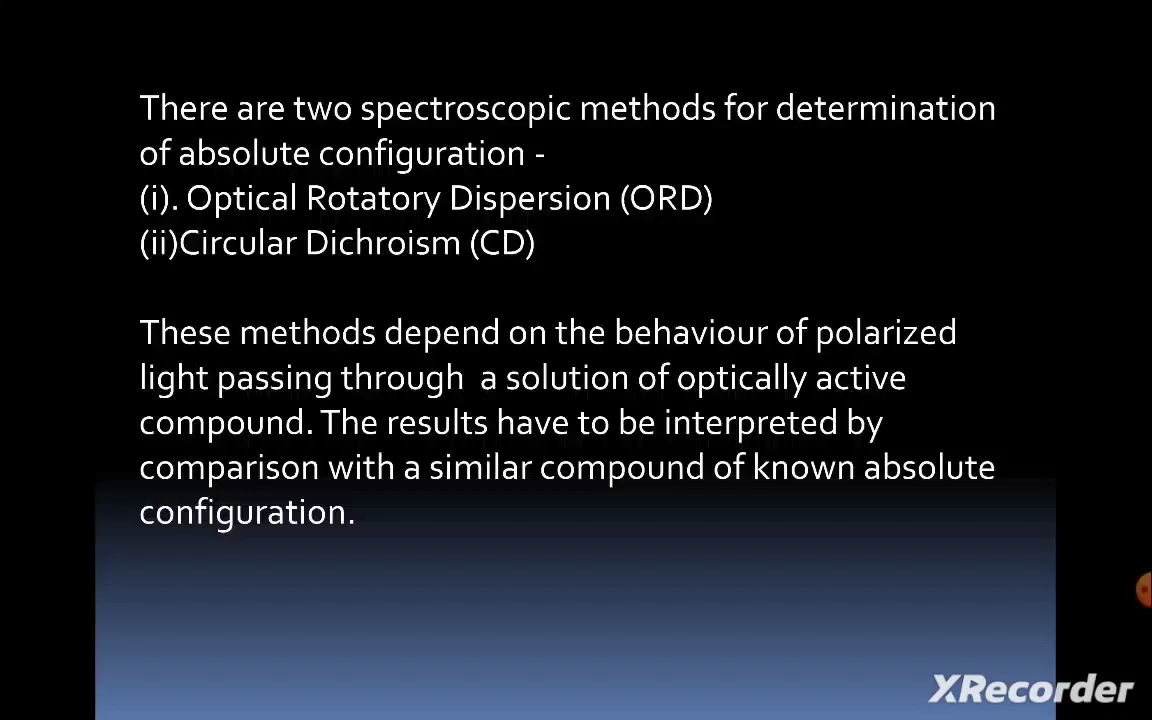 There are two spectroscopic methods for determination
of absolute configuration -
(i). Optical Rotatory Dispersion (ORD)
(ii)Circular Dichroism (CD)
These methods depend on the behaviour of polarized
light passing through  a solution of optically active
compound. The results have to be interpreted by
comparison with a similar compound of known absolute
configuration.
XRecorder